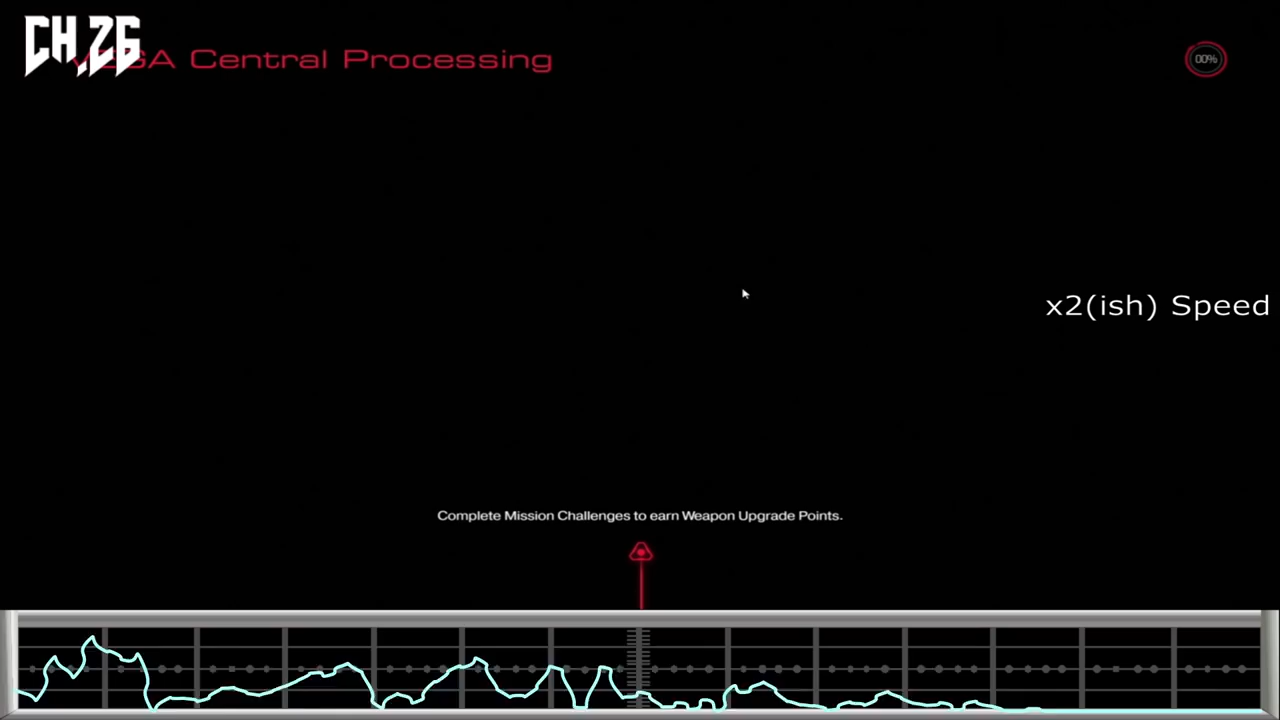 CH.26
Central Processing
00%
x2(ish) Speed
Complete Mission Challenges to earn Weapon Upgrade Points.